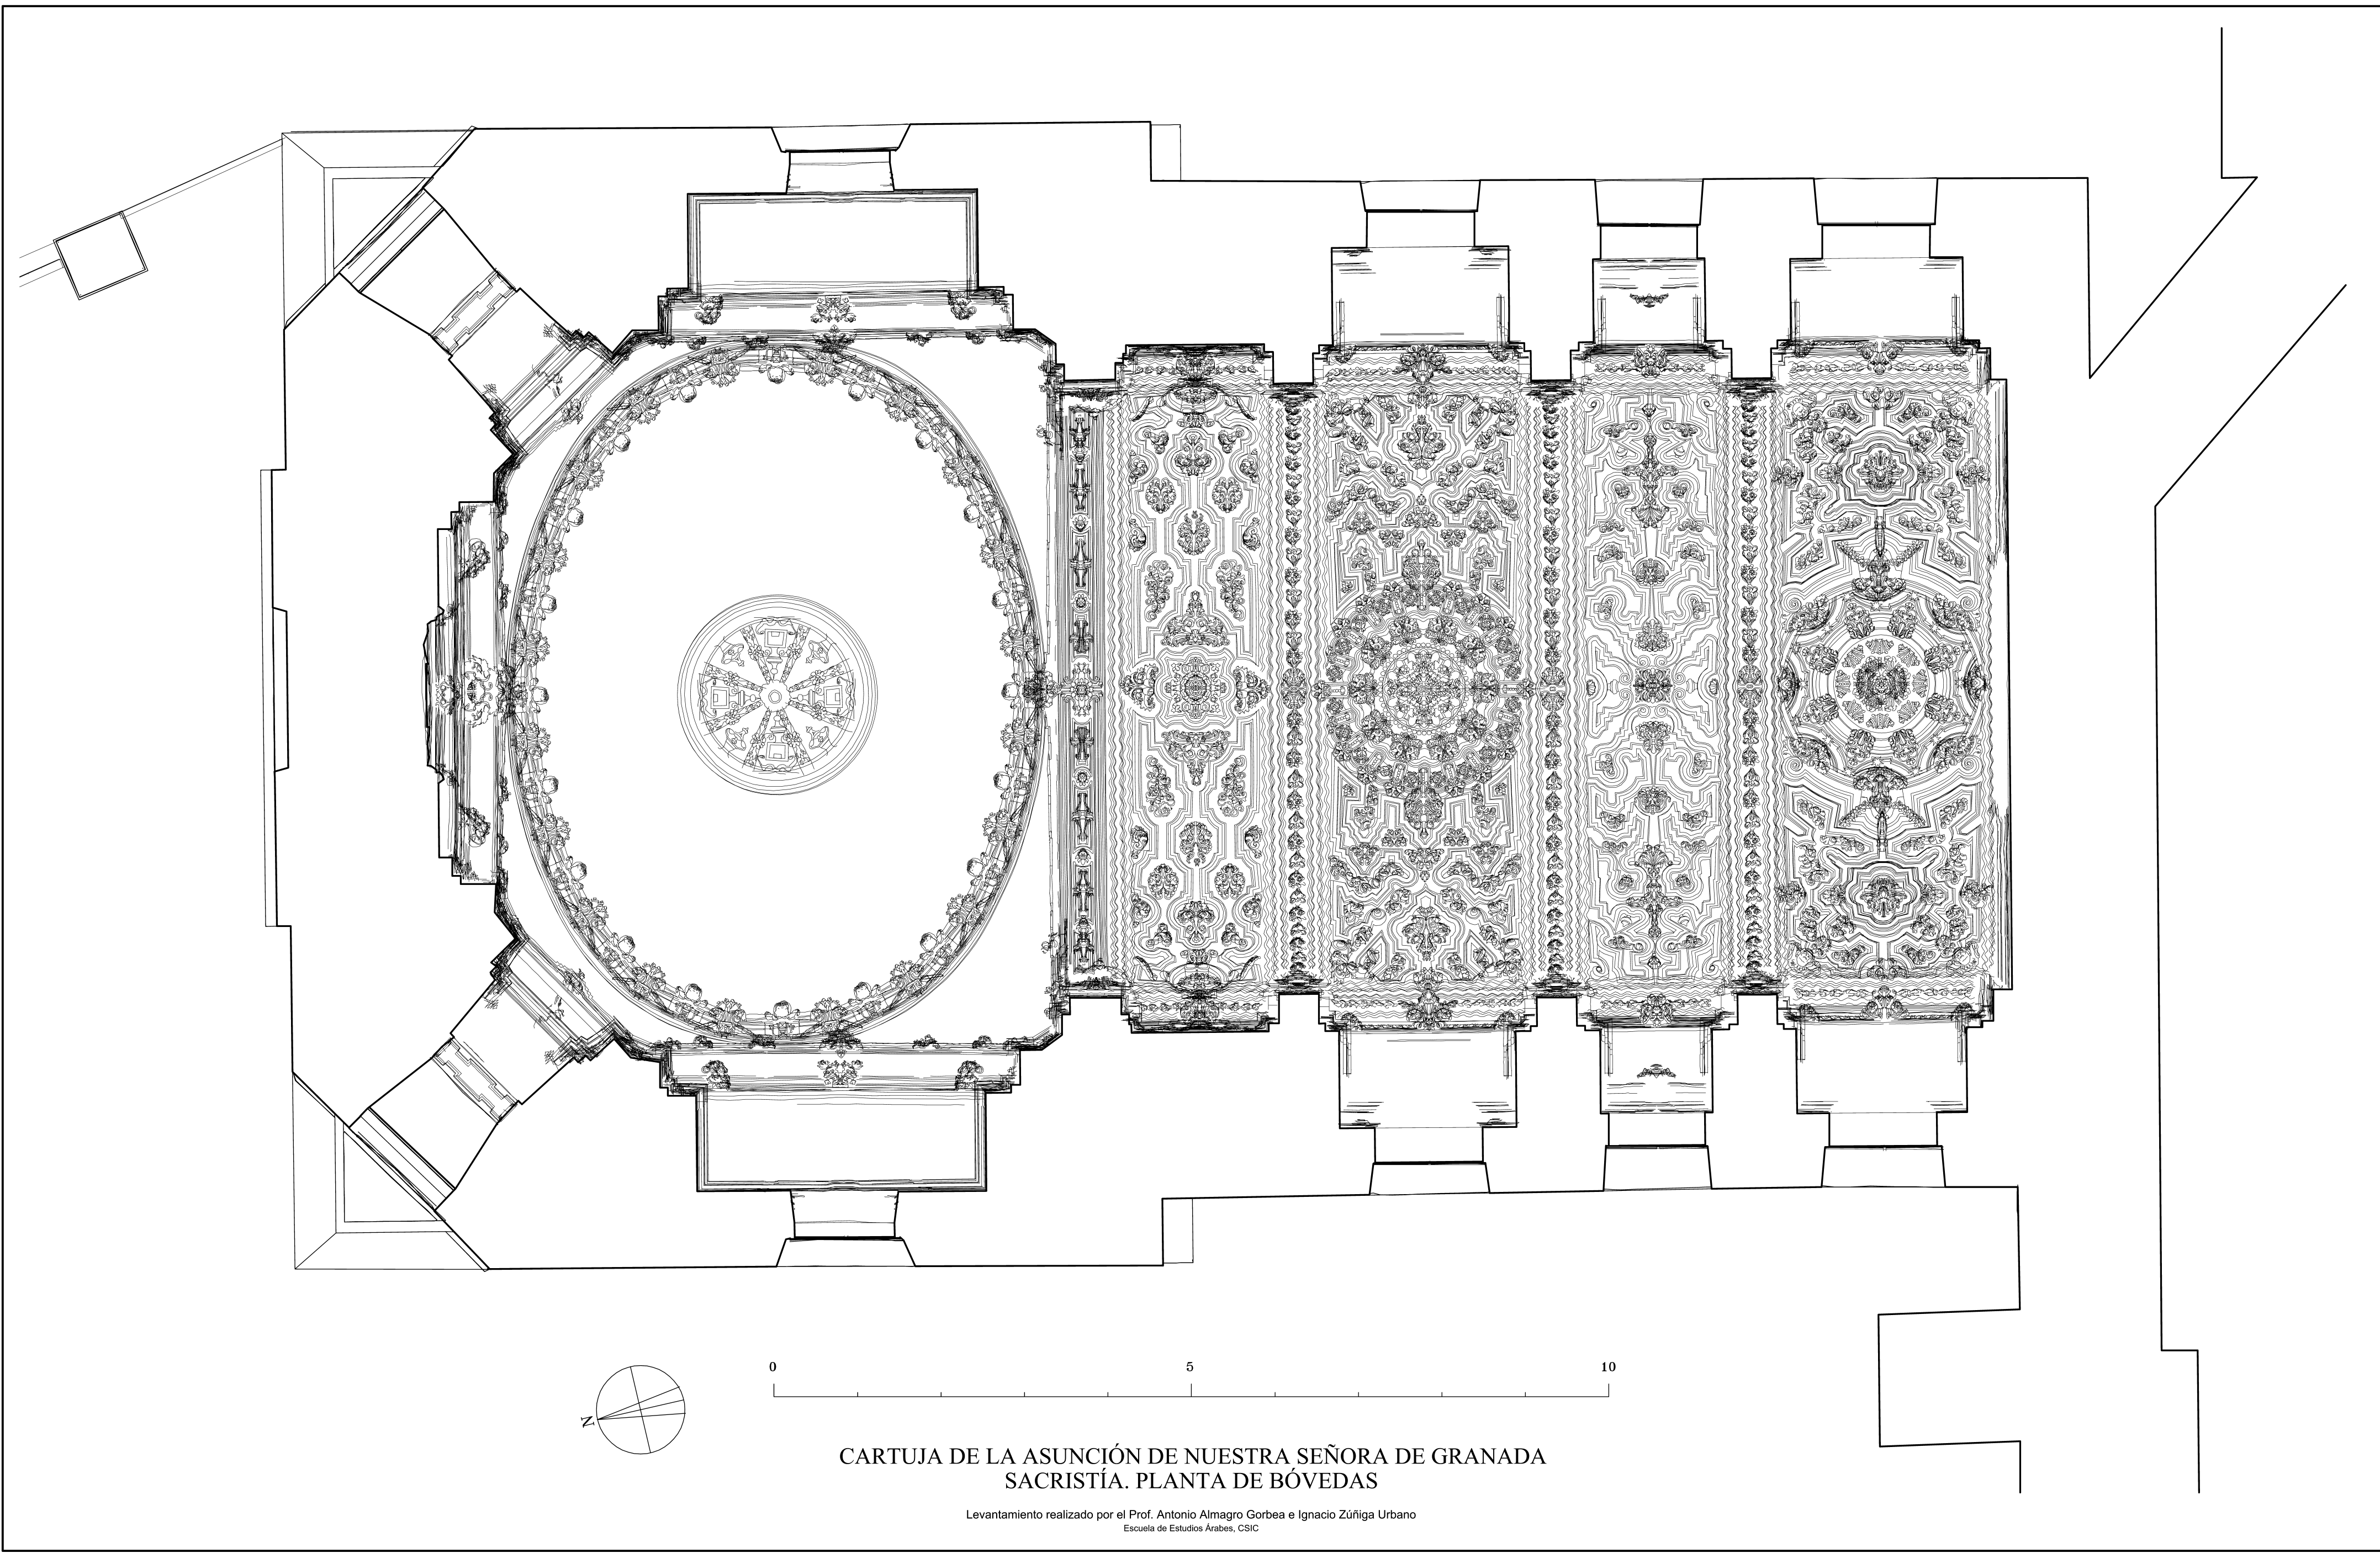 0 5 10
N
CARTUJA DE LA ASUNCIÓN DE NUESTRA SEÑORA DE GRANADA
SACRISTÍA. PLANTA DE BÓVEDAS
Levantamiento realizado por el Prof. Antonio Almagro Gorbea e Ignacio Zúñiga Urbano
Escuela de Estudios Árabes, CSIC